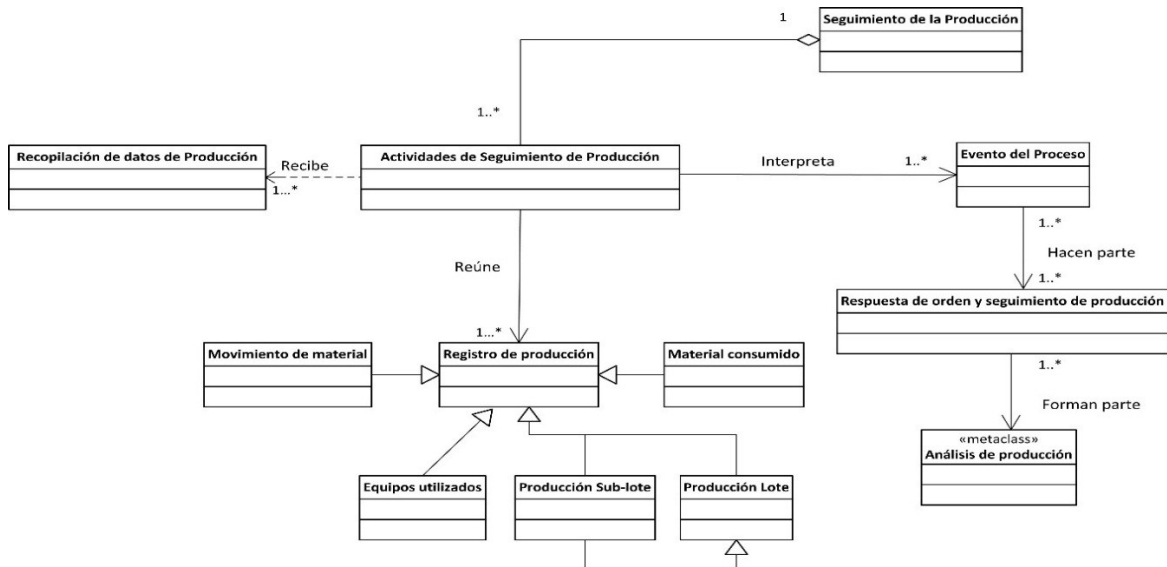 1
Seguimiento de la Producción
1..*
Recopilación de datos de Producción
Recibe
1...*
Actividades de Seguimiento de Producción
Interpreta
1..*
Evento del Proceso
1..*
Hacen parte
1..*
Reúne
Respuesta de orden y seguimiento de producción
1...*
1..*
Movimiento de material
Registro de producción
Material consumido
Forman parte
«metaclass»
Análisis de producción
Equipos utilizados
Producción Sub-lote
Producción Lote